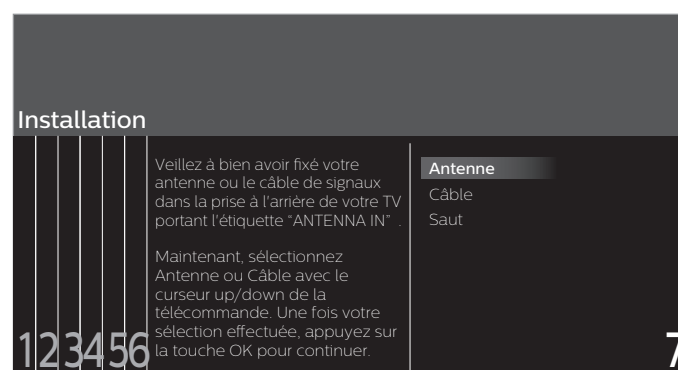 Installation
Veillez à bien avoir fixé votre
antenne ou le câble de signaux
dans la prise à l'arrière de votre TV
portant l'étiquette "ANTENNA IN" .
Maintenant, sélectionnez
Antenne ou Câble avec le
curseur up/down de la
télécommande. Une fois votre
sélection effectuée, appuyez sur
la touche OK pour continuer.
Antenne
Câble
Saut
123456
7